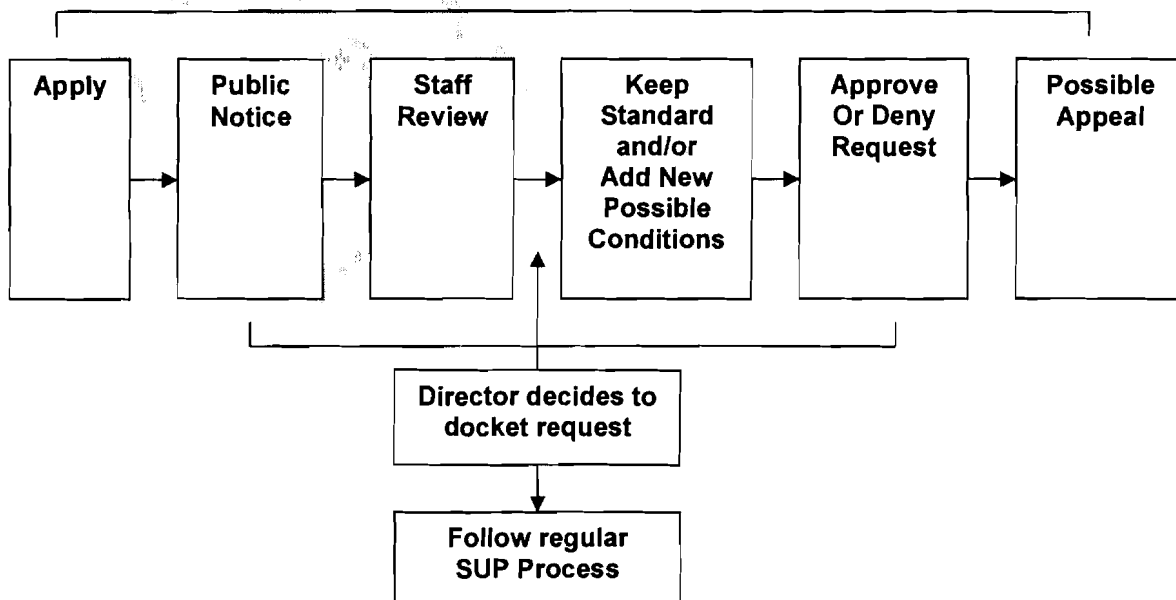 Apply
Public
Notice
Staff
Review
Keep
Standard
and/or
Add New
Possible
Conditions
Approve
Or Deny
Request
Possible
Appeal
Director decides to
docket request
Follow regular
SUP Process